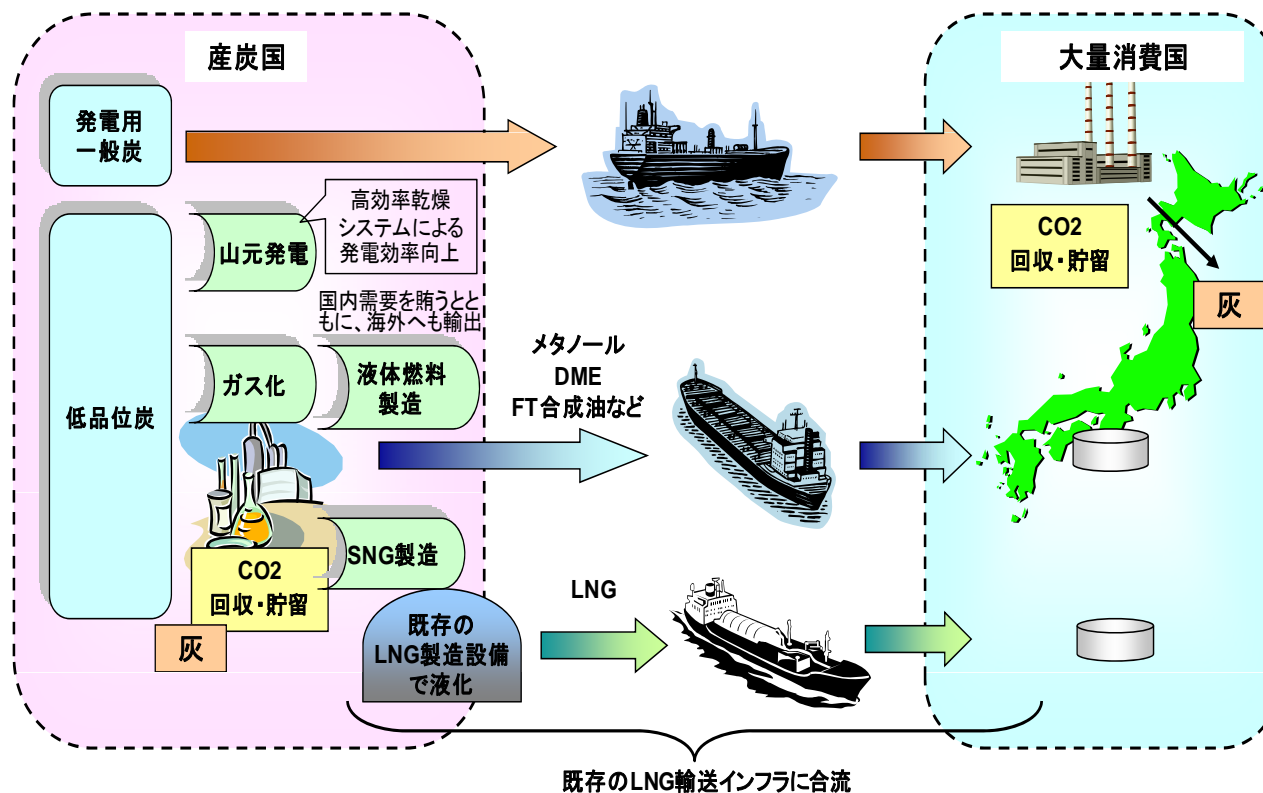 産炭国
大量消費国
発電用
一般炭
高効率乾燥
システムによる
発電効率向上
山元発電
国内需要を賄うとと
もに、海外へも輸出
CO2
回収・貯留
灰
低品位炭
ガス化
液体燃料
製造
メタノール
DME
FT合成油など
SNG製造
CO2
回収・貯留
灰
既存の
LNG製造設備
で液化
LNG
既存のLNG輸送インフラに合流